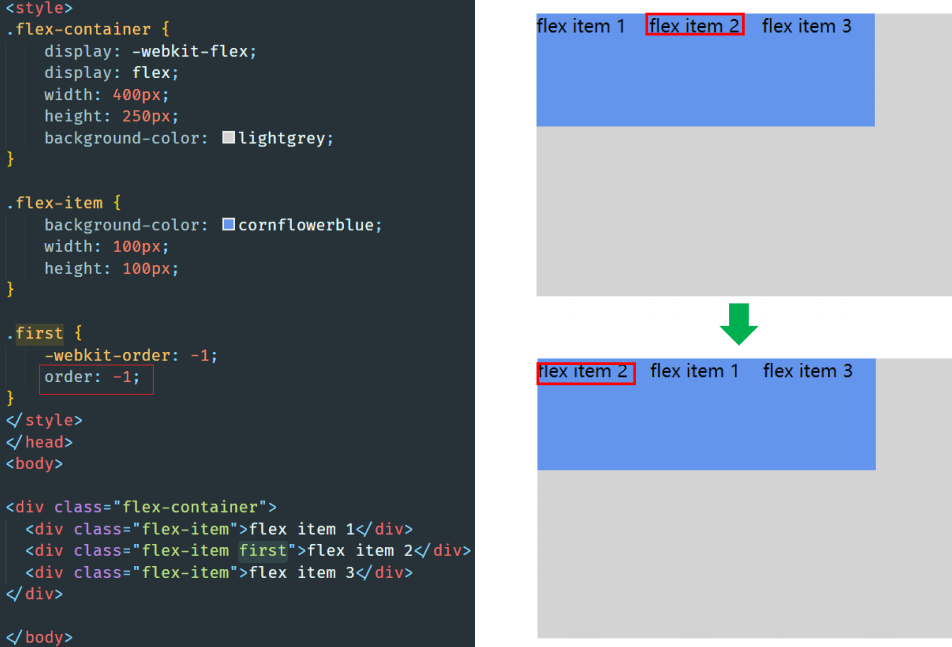 <style>
.flex-container {
    display: -webkit-flex;
    display: flex;
    width: 400px;
    height: 250px;
    background-color: lightgrey;
}

.flex-item {
    background-color: cornflowerblue;
    width: 100px;
    height: 100px;
}

.first {
    -webkit-order: -1;
    order: -1;
}
</style>
</head>
<body>

<div class="flex-container">
  <div class="flex-item">flex item 1</div>
  <div class="flex-item first">flex item 2</div>
  <div class="flex-item">flex item 3</div>
</div>

</body>
flex item 1 flex item 2 flex item 3
flex item 2 flex item 1 flex item 3